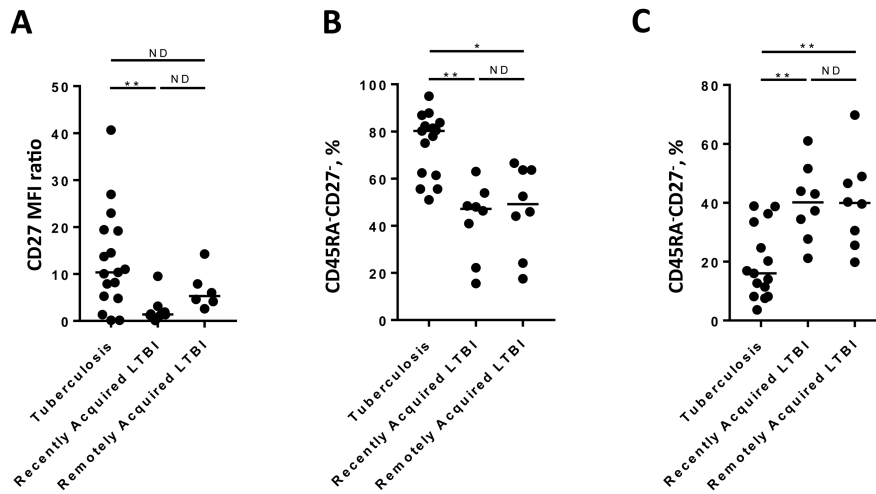 A
ND
** ND
CD27 MFI ratio
50
40
30
20
10
0
Tuberculosis
Recently Acquired LTBI
Remotely Acquired LTBI
B
*
** ND
CD45RA-CD27-, %
100
80
60
40
20
0
Tuberculosis
Recently Acquired LTBI
Remotely Acquired LTBI
C
**
** ND
CD45RA-CD27-, %
80
60
40
20
0
Tuberculosis
Recently Acquired LTBI
Remotely Acquired LTBI